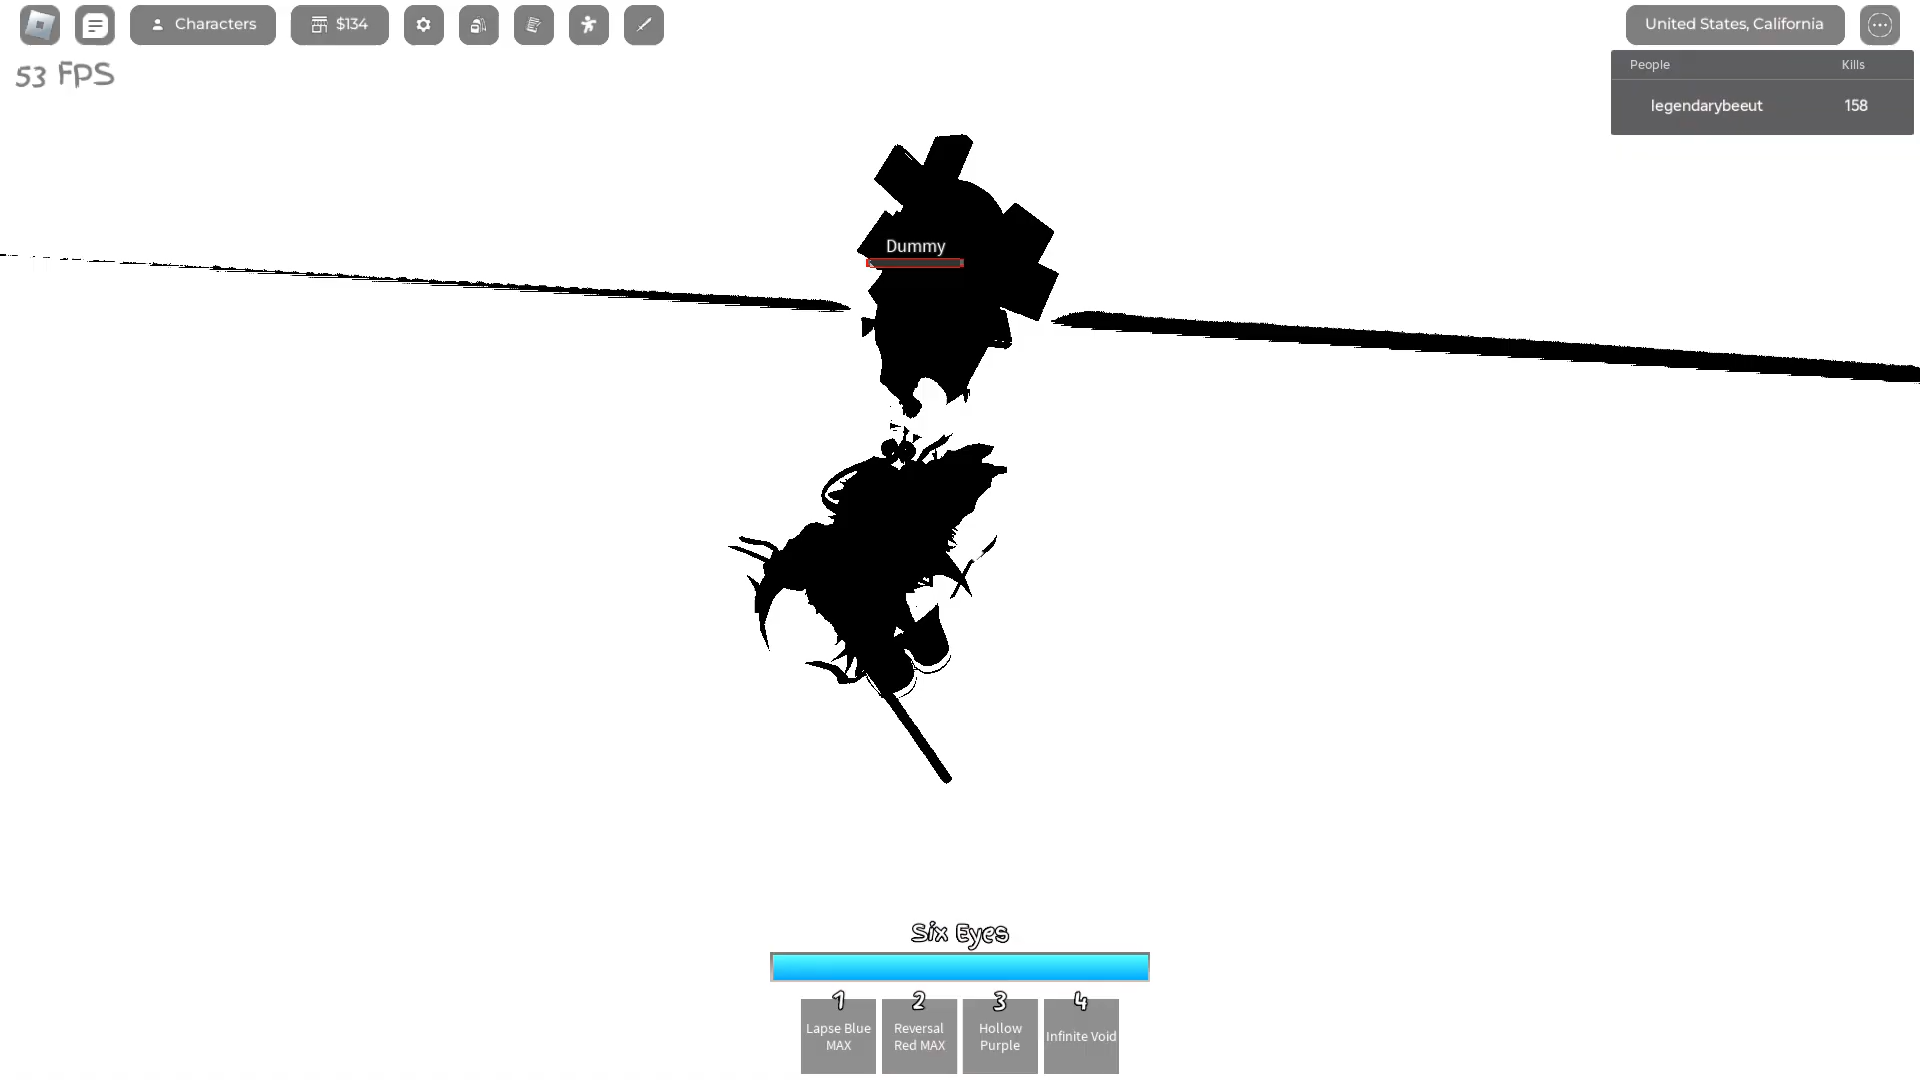 Characters
$134
United States, California
53 FPS
People Kills
legendarybeeut 158
Dummy
Six Eyes
1 2 3 4
Lapse Blue MAX
Reversal Red MAX
Hollow Purple
Infinite Void